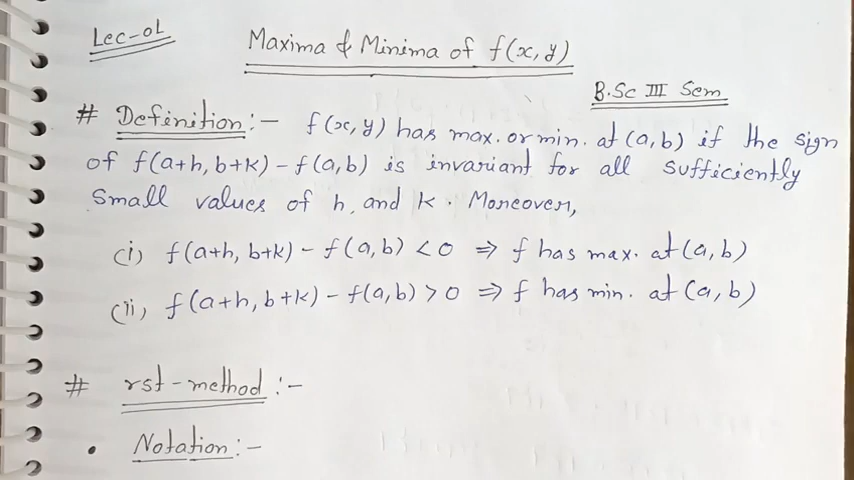 Lec-01
Maxima & Minima of f(x, y)
B.Sc III Sem
# Definition:- f(x, y) has max. or min. at (a, b) if the sign
of f(a+h, b+k) - f(a, b) is invariant for all sufficiently
small values of h, and k. Moreover,
(i) f(a+h, b+k) - f(a, b) < 0 ⇒ f has max. at (a, b)
(ii) f(a+h, b+k) - f(a, b) > 0 ⇒ f has min. at (a, b)
# rst-method :-
• Notation:-